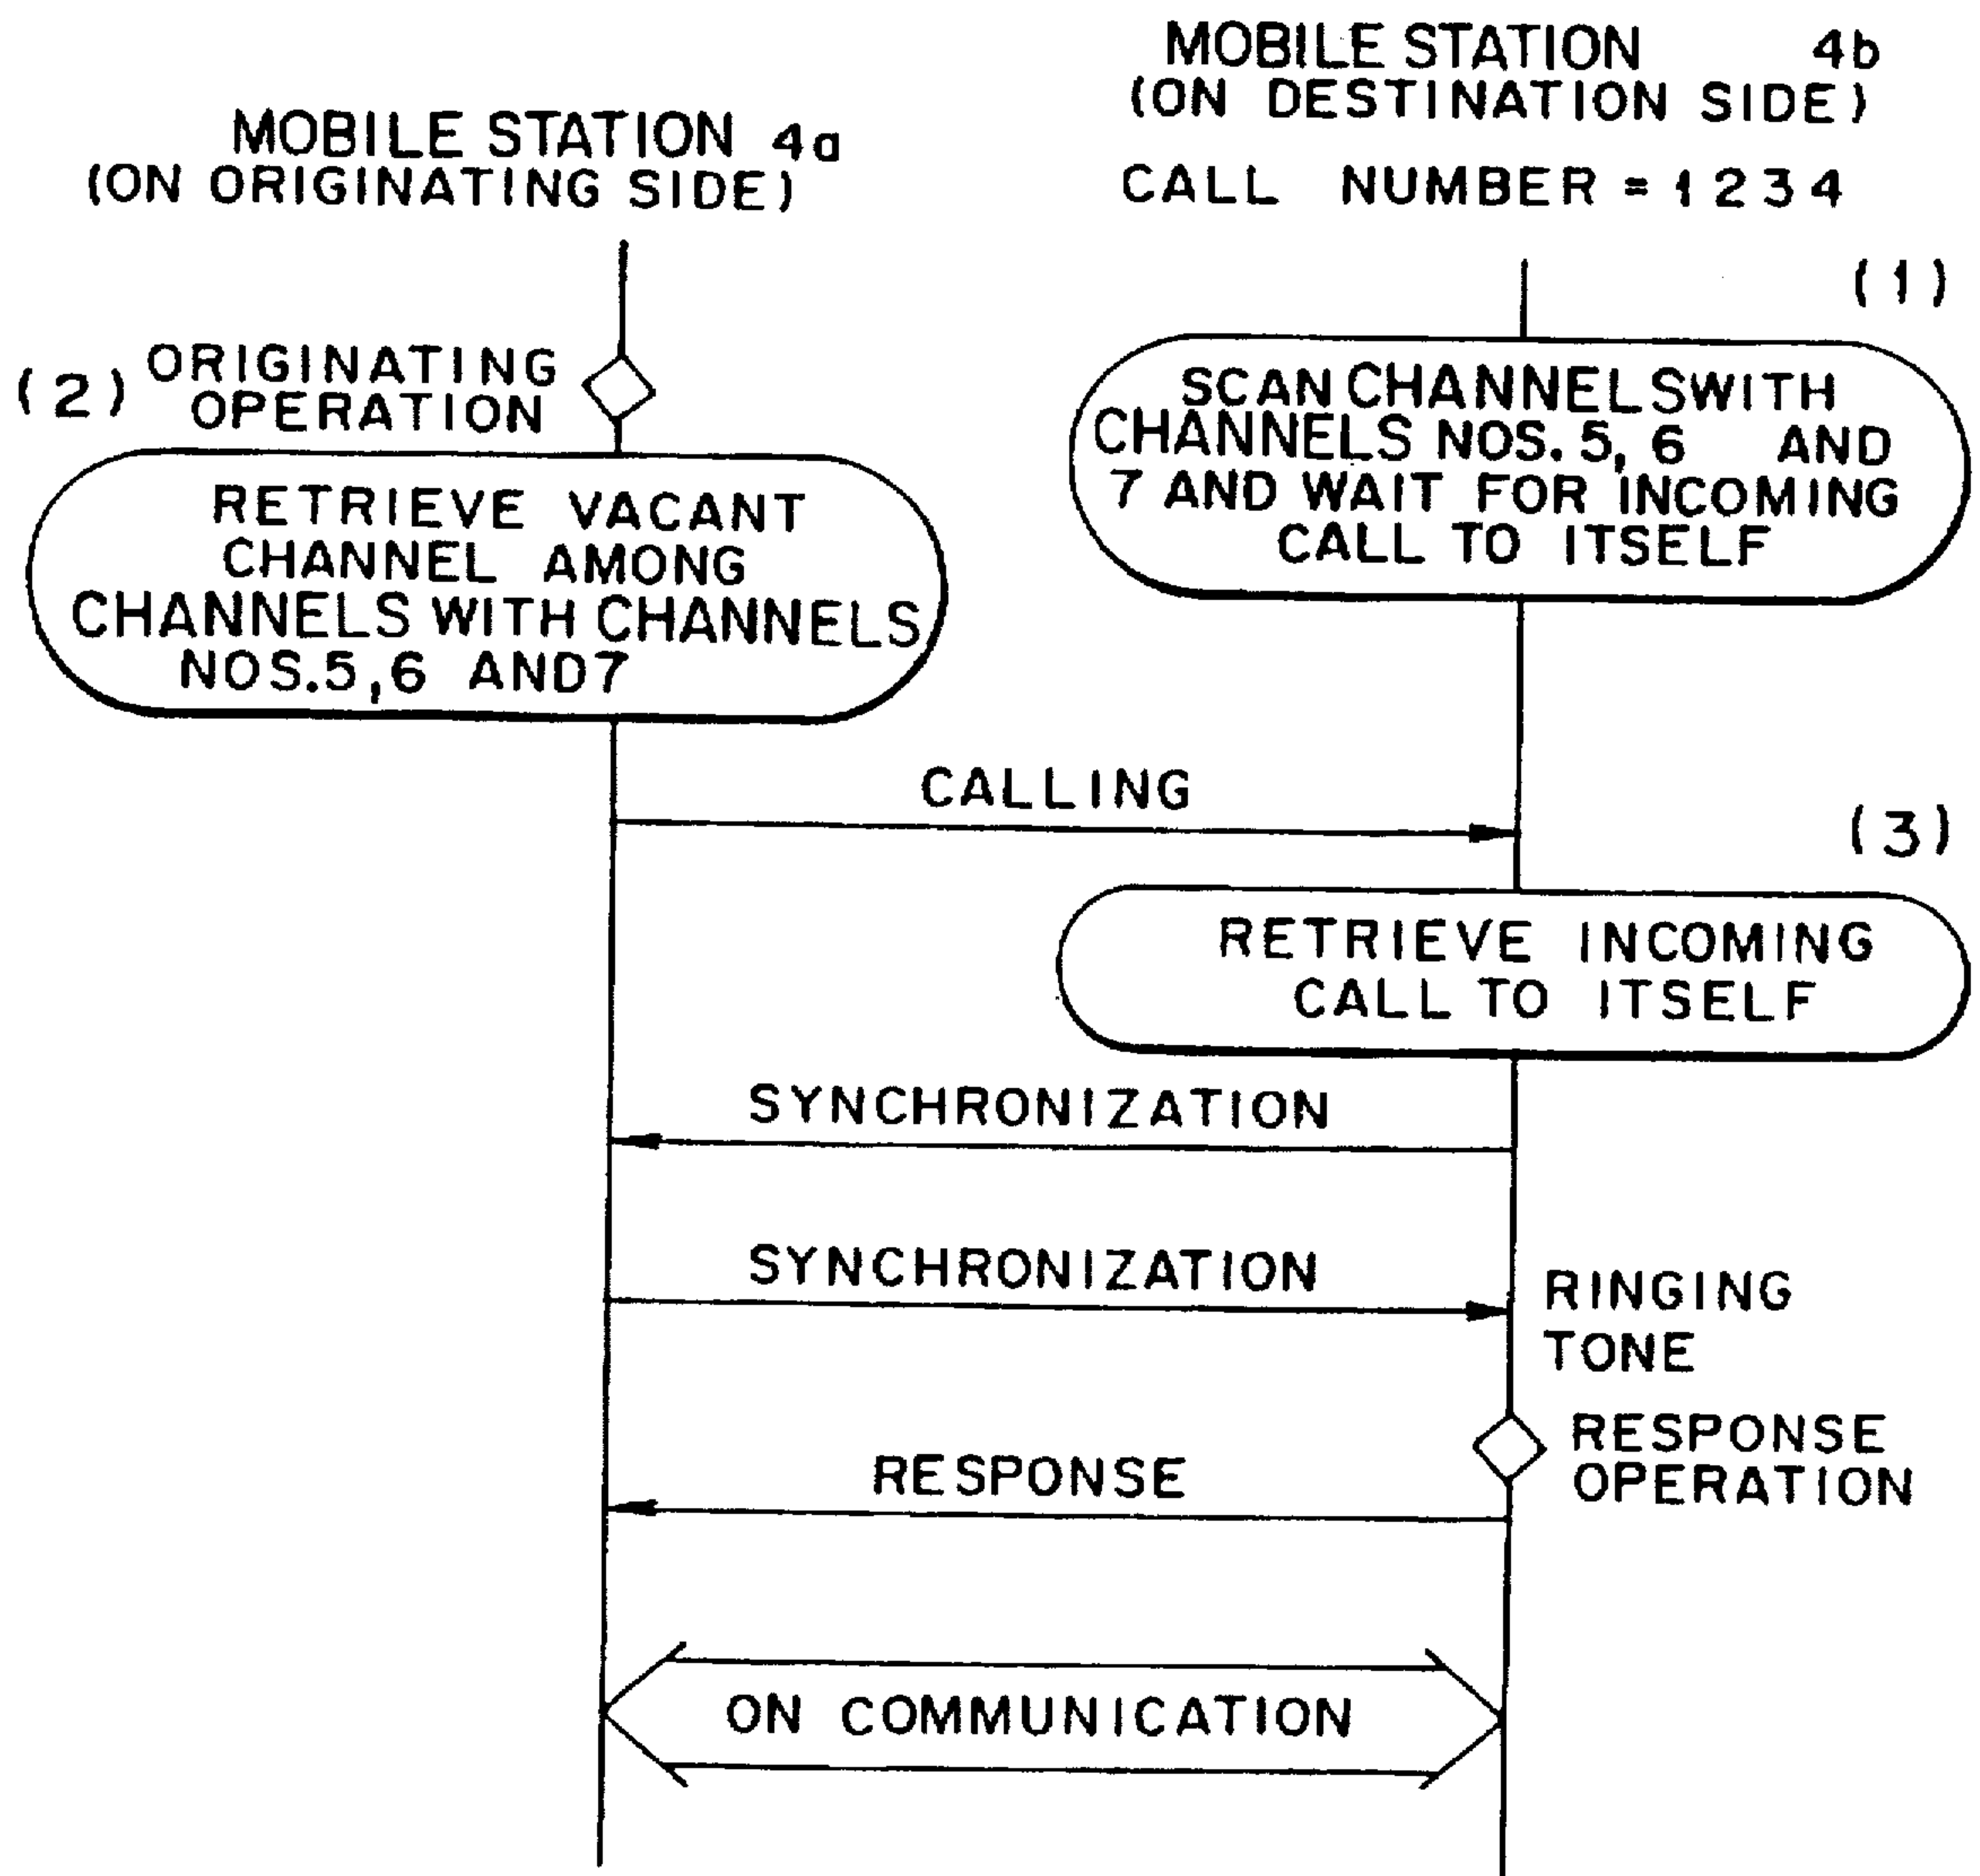 MOBILE STATION 4b
(ON DESTINATION SIDE)
CALL NUMBER = 1234
MOBILE STATION 4a
(ON ORIGINATING SIDE)
(1)
SCAN CHANNELS WITH
CHANNELS NOS. 5, 6 AND
7 AND WAIT FOR INCOMING
CALL TO ITSELF
(2) ORIGINATING
OPERATION
RETRIEVE VACANT
CHANNEL AMONG
CHANNELS WITH CHANNELS
NOS.5,6 AND 7
CALLING
(3)
RETRIEVE INCOMING
CALL TO ITSELF
SYNCHRONIZATION
SYNCHRONIZATION
RINGING
TONE
RESPONSE
OPERATION
RESPONSE
ON COMMUNICATION